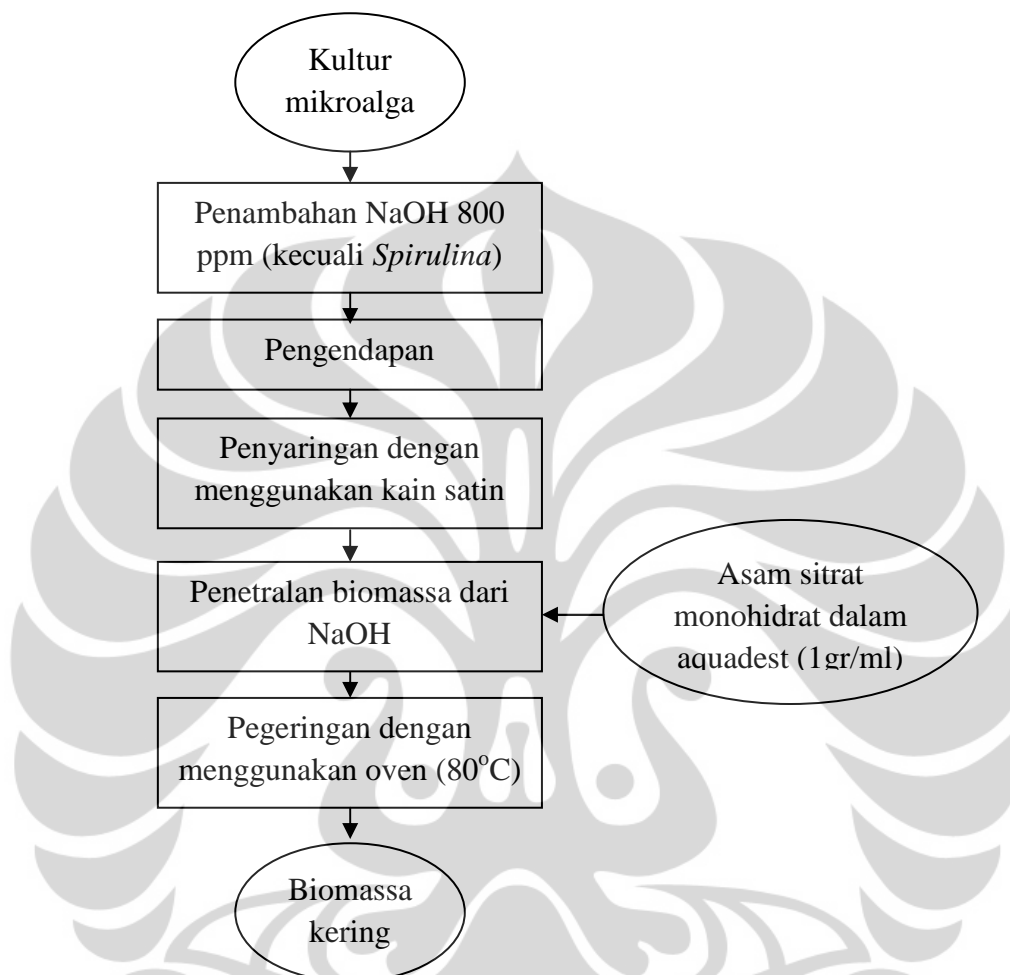 Kultur
mikroalga
Penambahan NaOH 800
ppm (kecuali Spirulina)
Pengendapan
Penyaringan dengan
menggunakan kain satin
Penetralan biomassa dari
NaOH
Asam sitrat
monohidrat dalam
aquadest (1gr/ml)
Pegeringan dengan
menggunakan oven (80°C)
Biomassa
kering